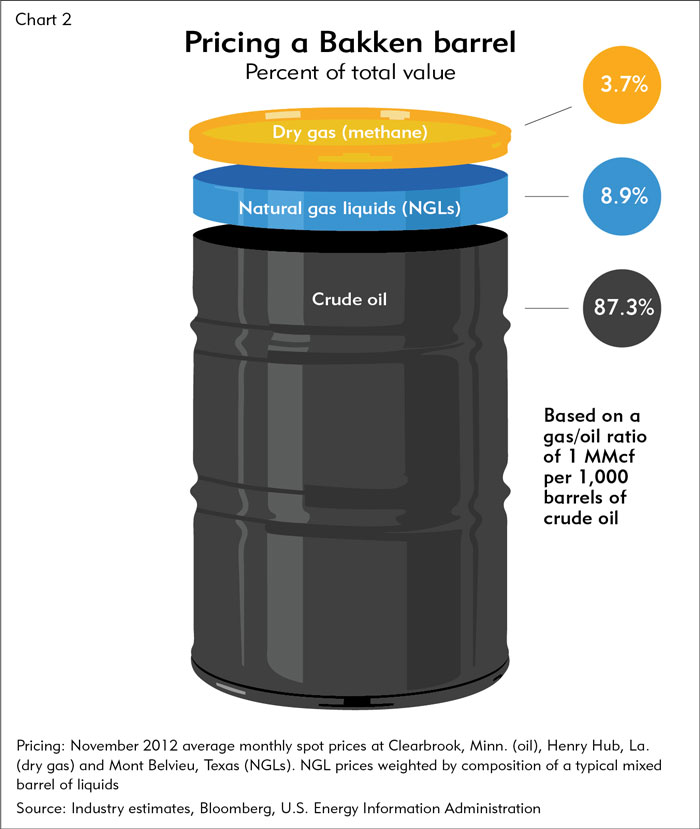 Chart 2
Pricing a Bakken barrel
Percent of total value
3.7%
Dry gas (methane)
8.9%
Natural gas liquids (NGLs)
Crude oil
87.3%
Based on a
gas/oil ratio
of 1 MMcf
per 1,000
barrels of
crude oil
Pricing: November 2012 average monthly spot prices at Clearbrook, Minn. (oil), Henry Hub, La.
(dry gas) and Mont Belvieu, Texas (NGLs). NGL prices weighted by composition of a typical mixed
barrel of liquids
Source: Industry estimates, Bloomberg, U.S. Energy Information Administration